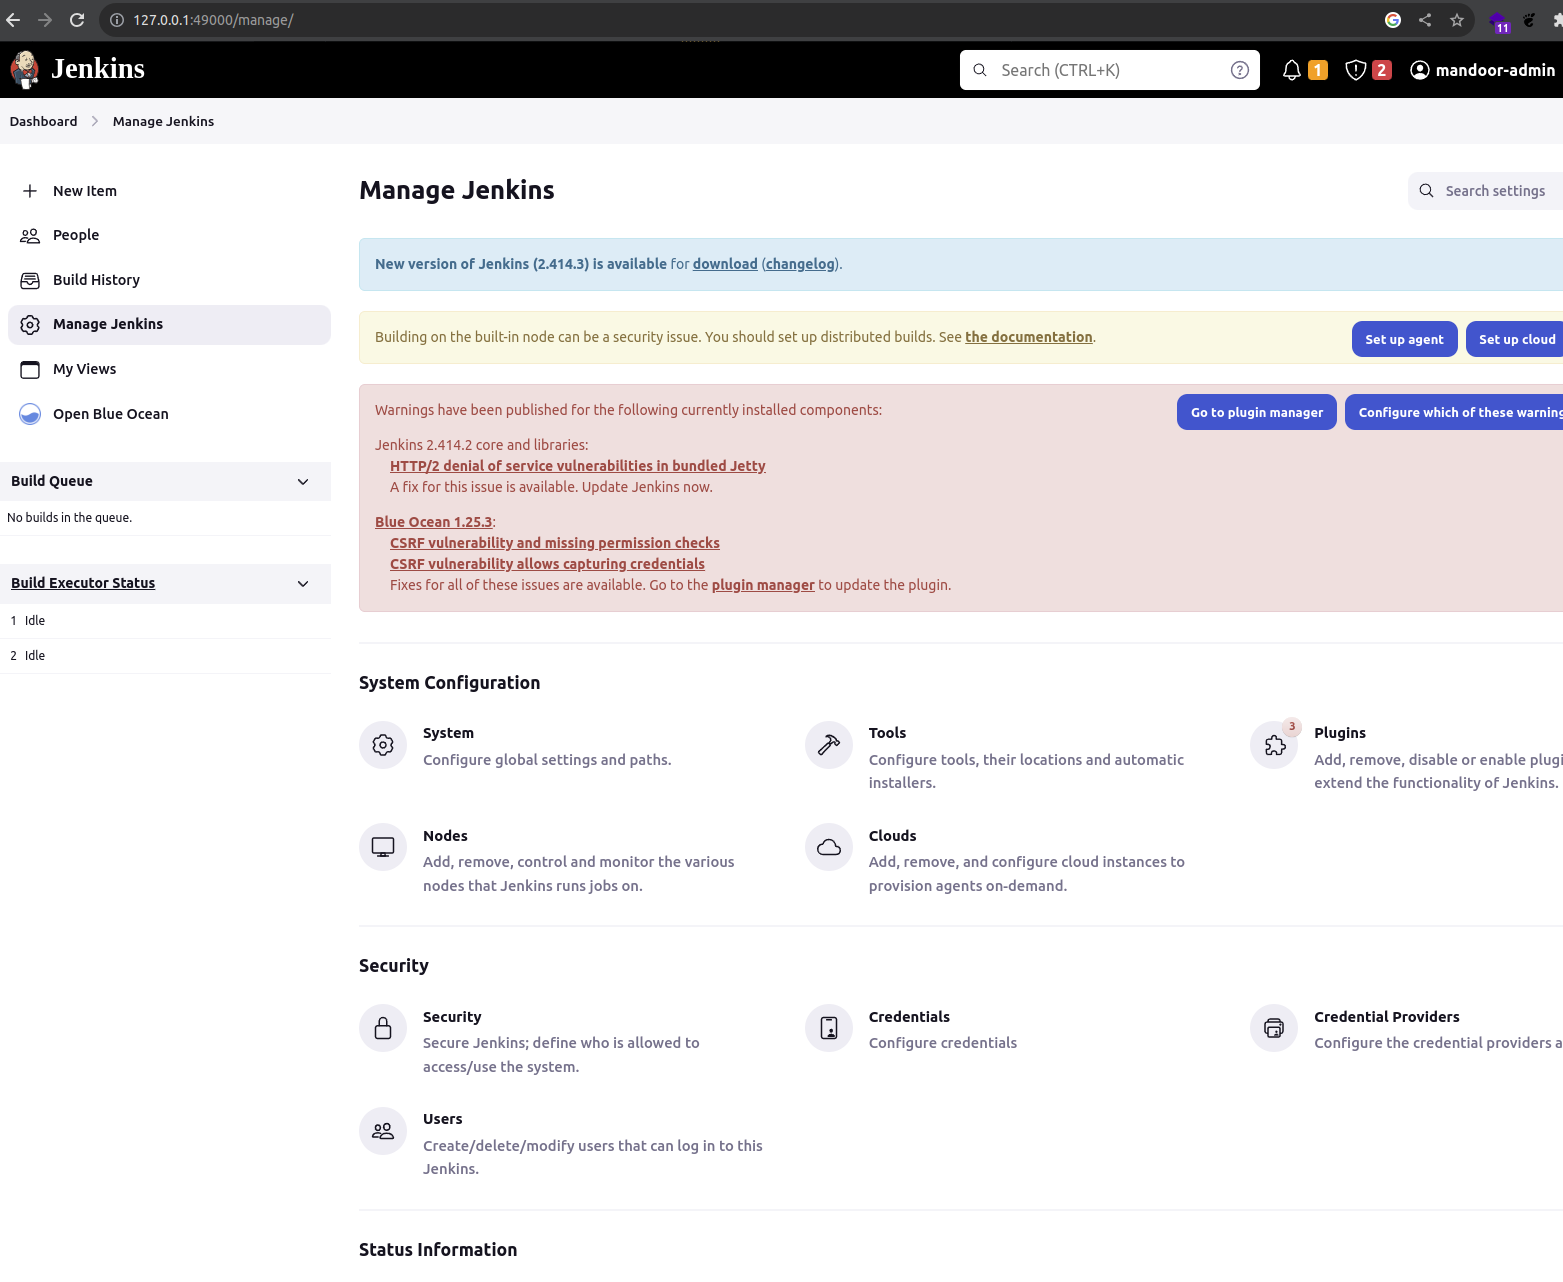 127.0.0.1:49000/manage/
11
Jenkins
Search (CTRL+K)
?
1
2
mandoor-admin
Dashboard
Manage Jenkins
New Item
People
Build History
Manage Jenkins
My Views
Open Blue Ocean
Build Queue
No builds in the queue.
Build Executor Status
1 Idle
2 Idle
Manage Jenkins
Search settings
New version of Jenkins (2.414.3) is available for download (changelog).
Building on the built-in node can be a security issue. You should set up distributed builds. See the documentation.
Set up agent
Set up cloud
Warnings have been published for the following currently installed components:
Go to plugin manager
Configure which of these warning
Jenkins 2.414.2 core and libraries:
HTTP/2 denial of service vulnerabilities in bundled Jetty
A fix for this issue is available. Update Jenkins now.
Blue Ocean 1.25.3:
CSRF vulnerability and missing permission checks
CSRF vulnerability allows capturing credentials
Fixes for all of these issues are available. Go to the plugin manager to update the plugin.
System Configuration
System
Configure global settings and paths.
Tools
Configure tools, their locations and automatic
installers.
3
Plugins
Add, remove, disable or enable plugi
extend the functionality of Jenkins.
Nodes
Add, remove, control and monitor the various
nodes that Jenkins runs jobs on.
Clouds
Add, remove, and configure cloud instances to
provision agents on-demand.
Security
Security
Secure Jenkins; define who is allowed to
access/use the system.
Credentials
Configure credentials
Credential Providers
Configure the credential providers a
Users
Create/delete/modify users that can log in to this
Jenkins.
Status Information